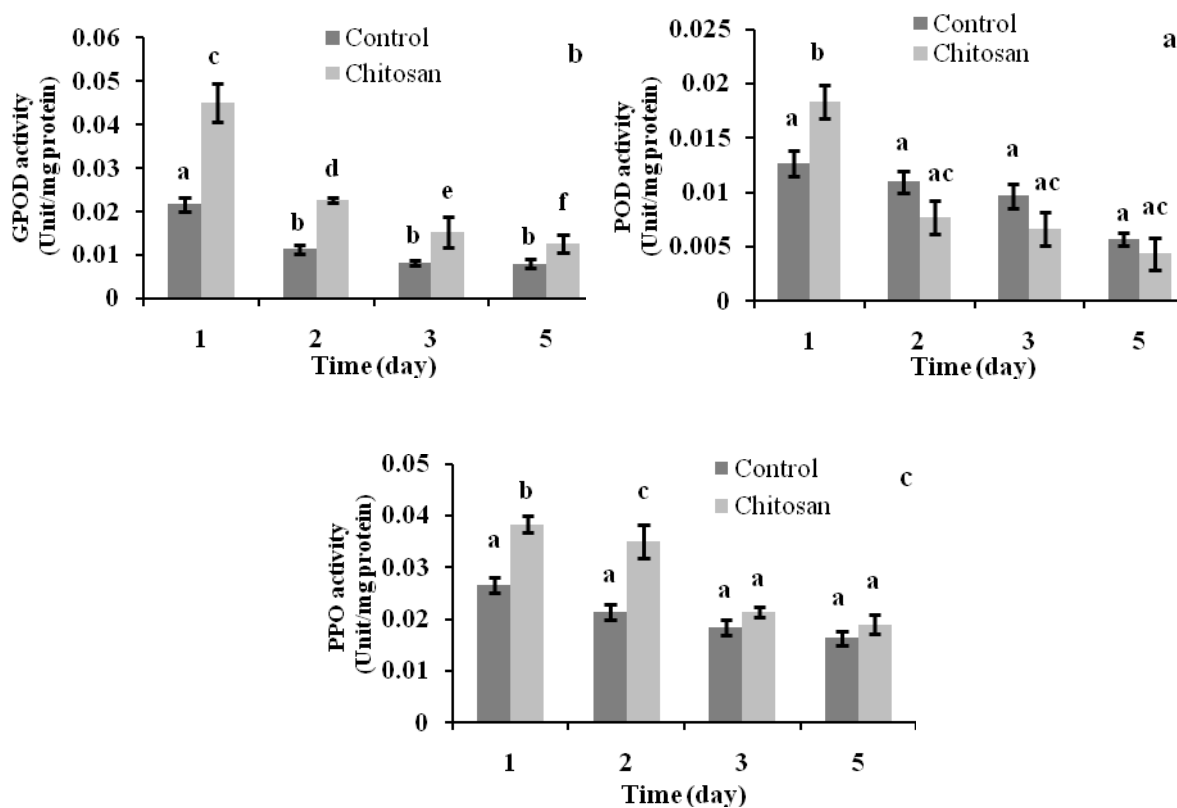 Control
Chitosan
b
GPOD activity
(Unit/mg protein)
0.06
0.05
0.04
0.03
0.02
0.01
0
a
c
b
d
b
e
b
f
1 2 3 5
Time (day)
Control
Chitosan
a
POD activity
(Unit/mg protein)
0.025
0.02
0.015
0.01
0.005
0
a
b
a
ac
a
ac
a
ac
1 2 3 5
Time (day)
Control
Chitosan
c
PPO activity
(Unit/mg protein)
0.05
0.04
0.03
0.02
0.01
0
a
b
a
c
a
a
a
a
1 2 3 5
Time (day)